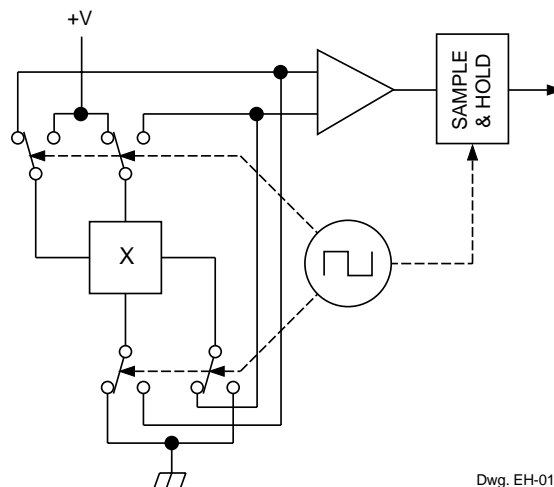 +V
SAMPLE
& HOLD
X
Dwg. EH-01